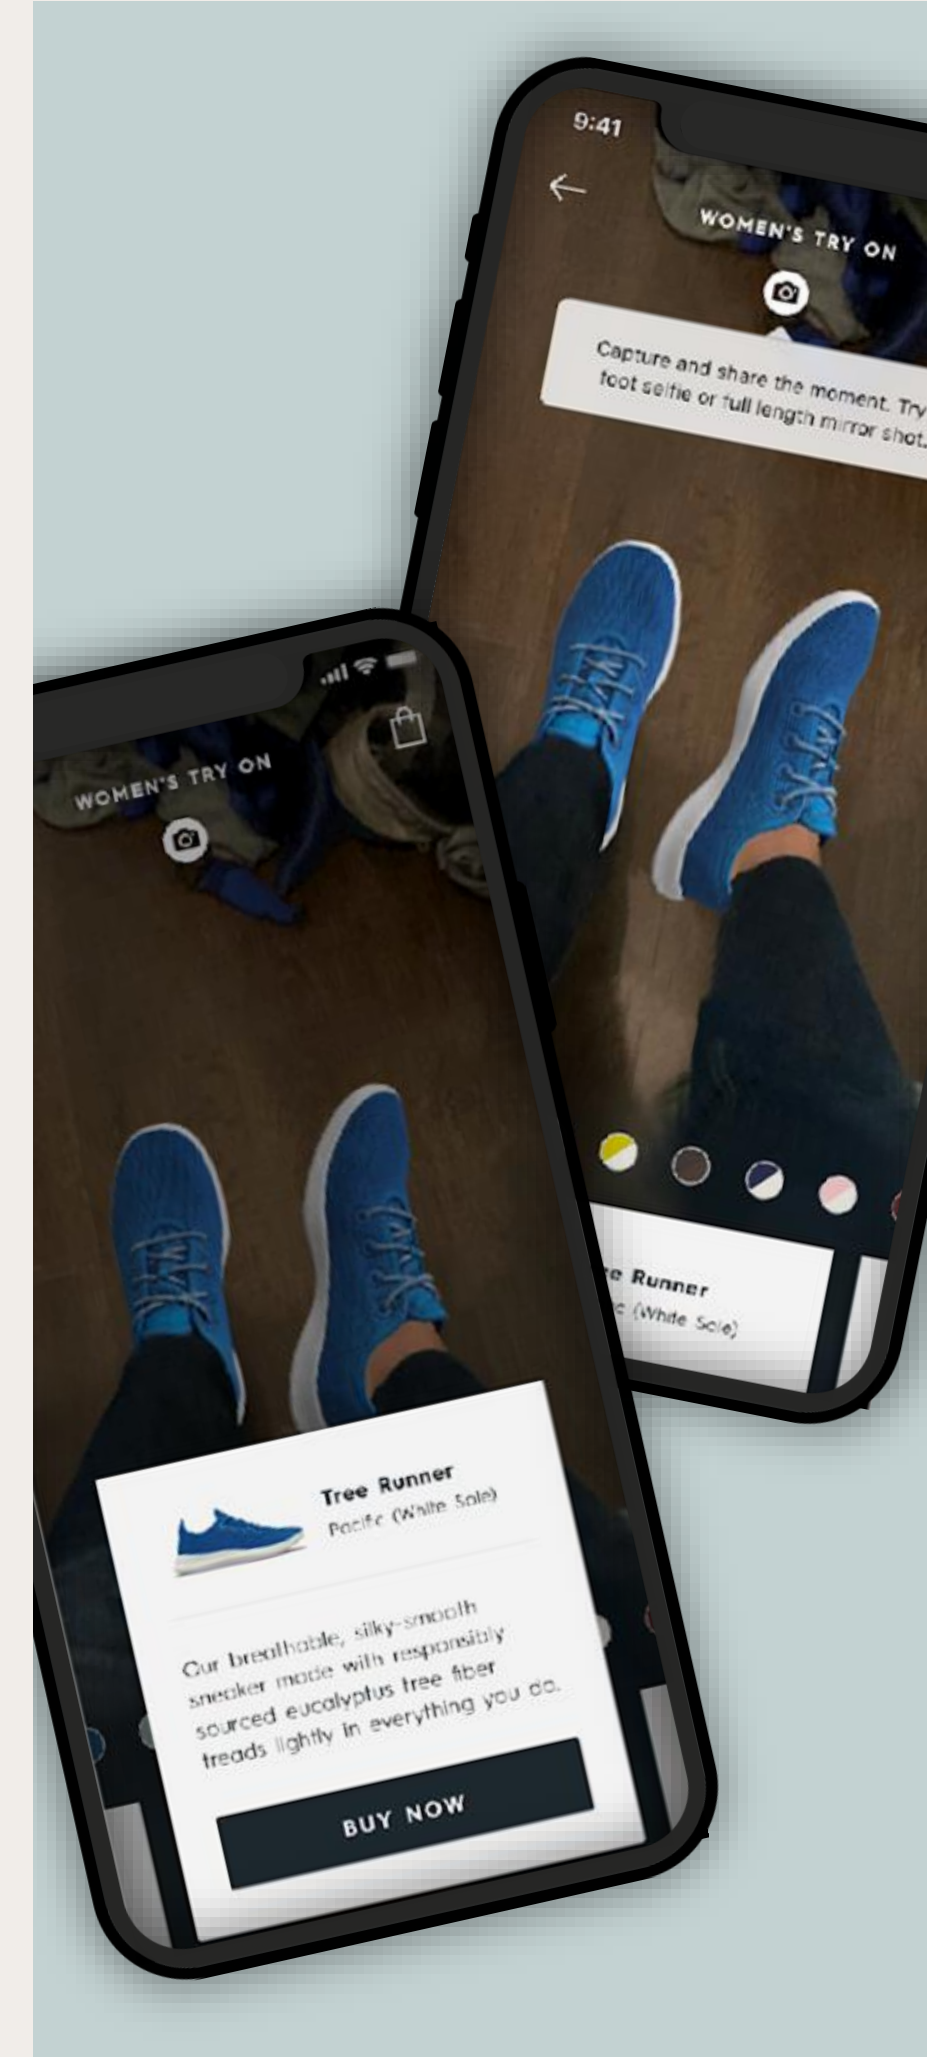 9:41
WOMEN'S TRY ON
Capture and share the moment. Try
foot selfie or full length mirror shot.
Runner
(White Sole)
WOMEN'S TRY ON
Tree Runner
Pacific (White Sole)
Our breathable, silky-smooth
sneaker made with responsibly
sourced eucalyptus tree fiber
treads lightly in everything you do.
BUY NOW